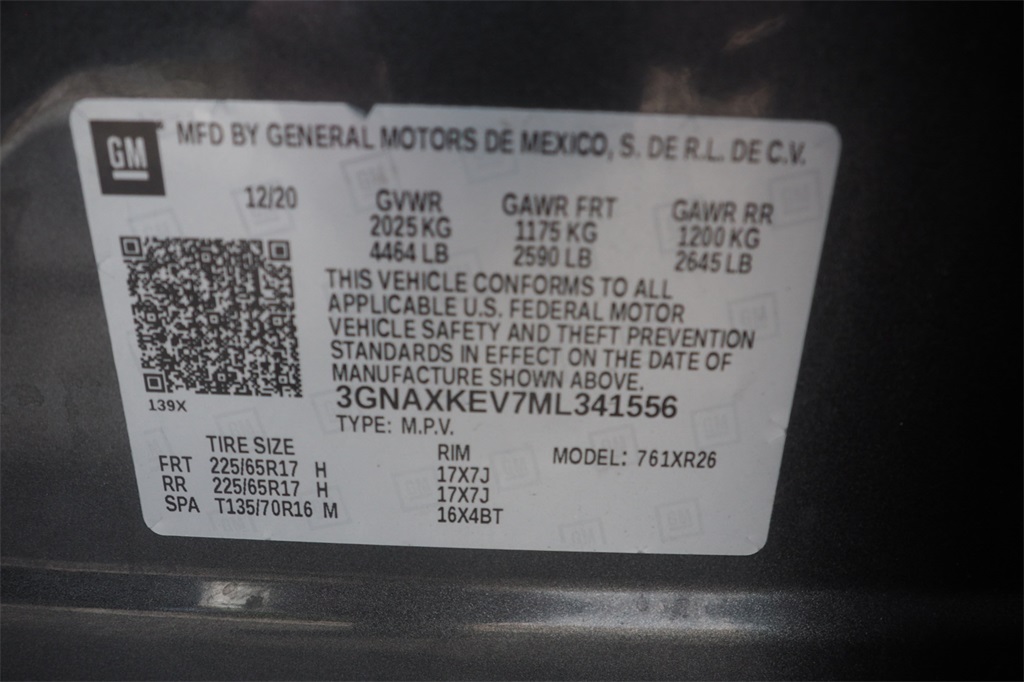 GM
MFD BY GENERAL MOTORS DE MEXICO, S. DE R.L. DE C.V.
12/20 GVWR GAWR FRT GAWR RR
2025 KG 1175 KG 1200 KG
4464 LB 2590 LB 2645 LB
THIS VEHICLE CONFORMS TO ALL
APPLICABLE U.S. FEDERAL MOTOR
VEHICLE SAFETY AND THEFT PREVENTION
STANDARDS IN EFFECT ON THE DATE OF
MANUFACTURE SHOWN ABOVE.
139X
3GNAXKEV7ML341556
TYPE: M.P.V.
TIRE SIZE RIM MODEL: 761XR26
FRT 225/65R17 H 17X7J
RR 225/65R17 H 17X7J
SPA T135/70R16 M 16X4BT